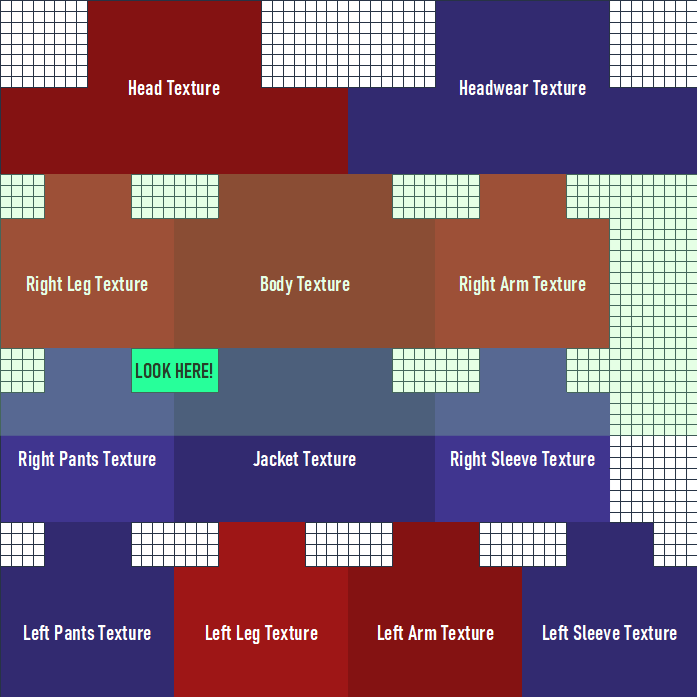 Head Texture
Headwear Texture
Right Leg Texture
Body Texture
Right Arm Texture
LOOK HERE!
Right Pants Texture
Jacket Texture
Right Sleeve Texture
Left Pants Texture
Left Leg Texture
Left Arm Texture
Left Sleeve Texture